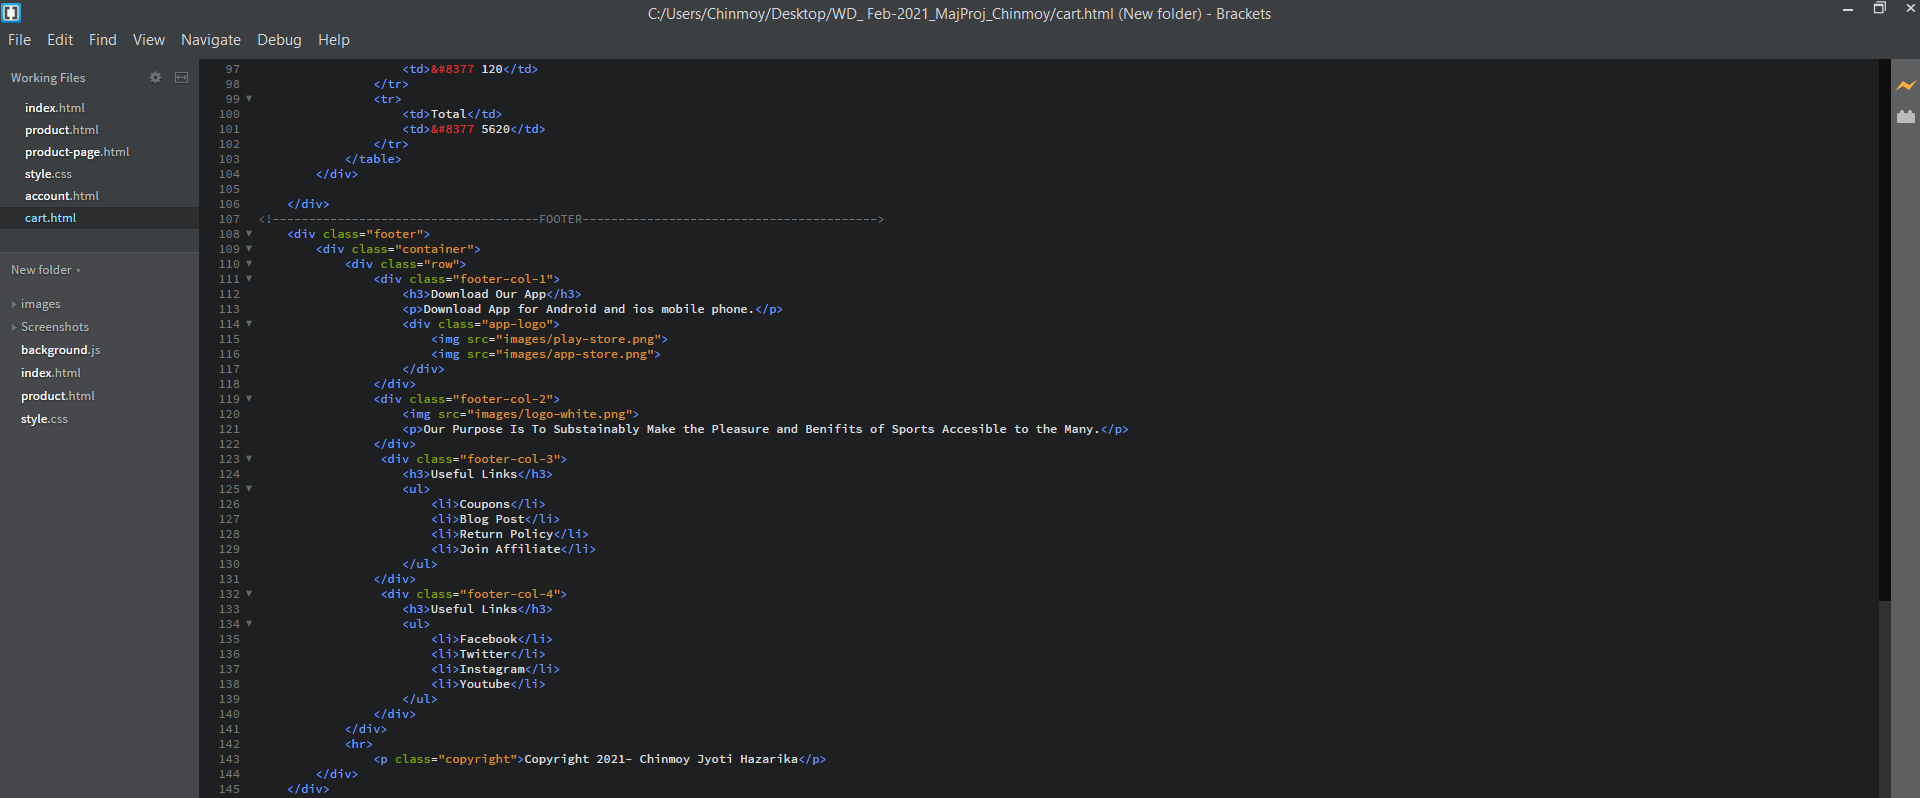 C:/Users/Chinmoy/Desktop/WD_ Feb-2021_MajProj_Chinmoy/cart.html (New folder) - Brackets
File Edit Find View Navigate Debug Help
Working Files
index.html
product.html
product-page.html
style.css
account.html
cart.html
New folder
images
Screenshots
background.js
index.html
product.html
style.css
97 <td>&#8377 120</td>
98 </tr>
99 <tr>
100 <td>Total</td>
101 <td>&#8377 5620</td>
102 </tr>
103 </table>
104 </div>
105
106 </div>
107 <!-------------------------------------FOOTER----------------------------------------->
108 <div class="footer">
109 <div class="container">
110 <div class="row">
111 <div class="footer-col-1">
112 <h3>Download Our App</h3>
113 <p>Download App for Android and ios mobile phone.</p>
114 <div class="app-logo">
115 <img src="images/play-store.png">
116 <img src="images/app-store.png">
117 </div>
118 </div>
119 <div class="footer-col-2">
120 <img src="images/logo-white.png">
121 <p>Our Purpose Is To Substainably Make the Pleasure and Benifits of Sports Accesible to the Many.</p>
122 </div>
123 <div class="footer-col-3">
124 <h3>Useful Links</h3>
125 <ul>
126 <li>Coupons</li>
127 <li>Blog Post</li>
128 <li>Return Policy</li>
129 <li>Join Affiliate</li>
130 </ul>
131 </div>
132 <div class="footer-col-4">
133 <h3>Useful Links</h3>
134 <ul>
135 <li>Facebook</li>
136 <li>Twitter</li>
137 <li>Instagram</li>
138 <li>Youtube</li>
139 </ul>
140 </div>
141 </div>
142 <hr>
143 <p class="copyright">Copyright 2021- Chinmoy Jyoti Hazarika</p>
144 </div>
145 </div>